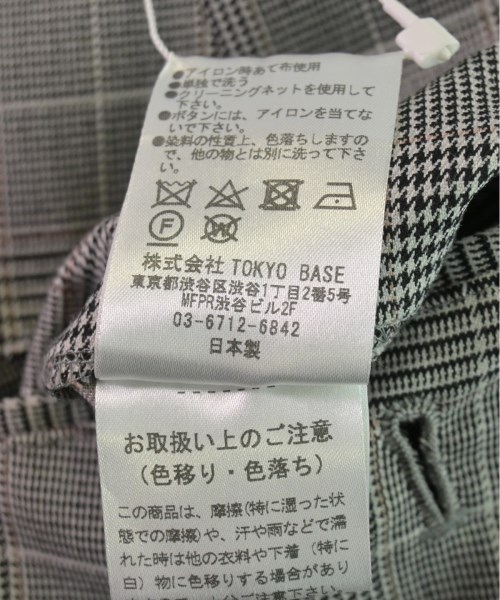 ●アイロン時あて布使用
●単独で洗う
●クリーニングネットを使用して
下さい。
●ボタンには、アイロンを当てな
いで下さい。
●染料の性質上、色落ちしますの
で、他の物とは別に洗って下さ
い。
F W
株式会社 TOKYO BASE
東京都渋谷区渋谷1丁目2番5号
MFPR渋谷ビル2F
03-6712-6842
日本製
お取扱い上のご注意
(色移り・色落ち)
この商品は、摩擦(特に湿った状
態での摩擦)や、汗や雨などで濡
れた時は他の衣料や下着(特に
白)物に色移りする場合があり